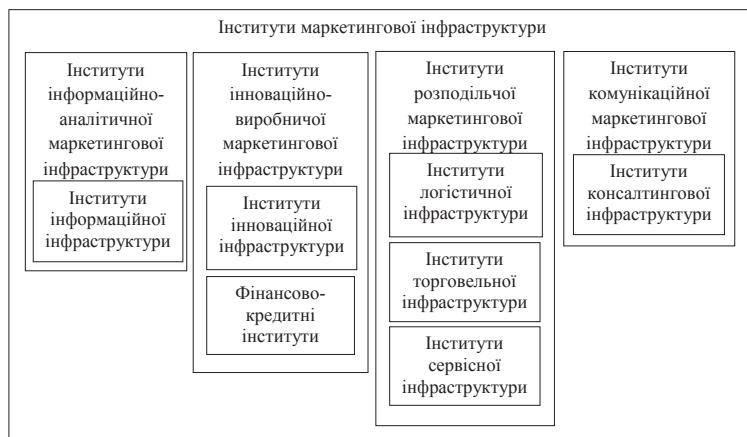 Інститути маркетингової інфраструктури
Інститути
інформаційно-
аналітичної
маркетингової
інфраструктури
Інститути
інформаційної
інфраструктури
Інститути
інноваційно-
виробничої
маркетингової
інфраструктури
Інститути
інноваційної
інфраструктури
Фінансово-
кредитні
інститути
Інститути
розподільчої
маркетингової
інфраструктури
Інститути
логістичної
інфраструктури
Інститути
торговельної
інфраструктури
Інститути
сервісної
інфраструктури
Інститути
комунікаційної
маркетингової
інфраструктури
Інститути
консалтингової
інфраструктури